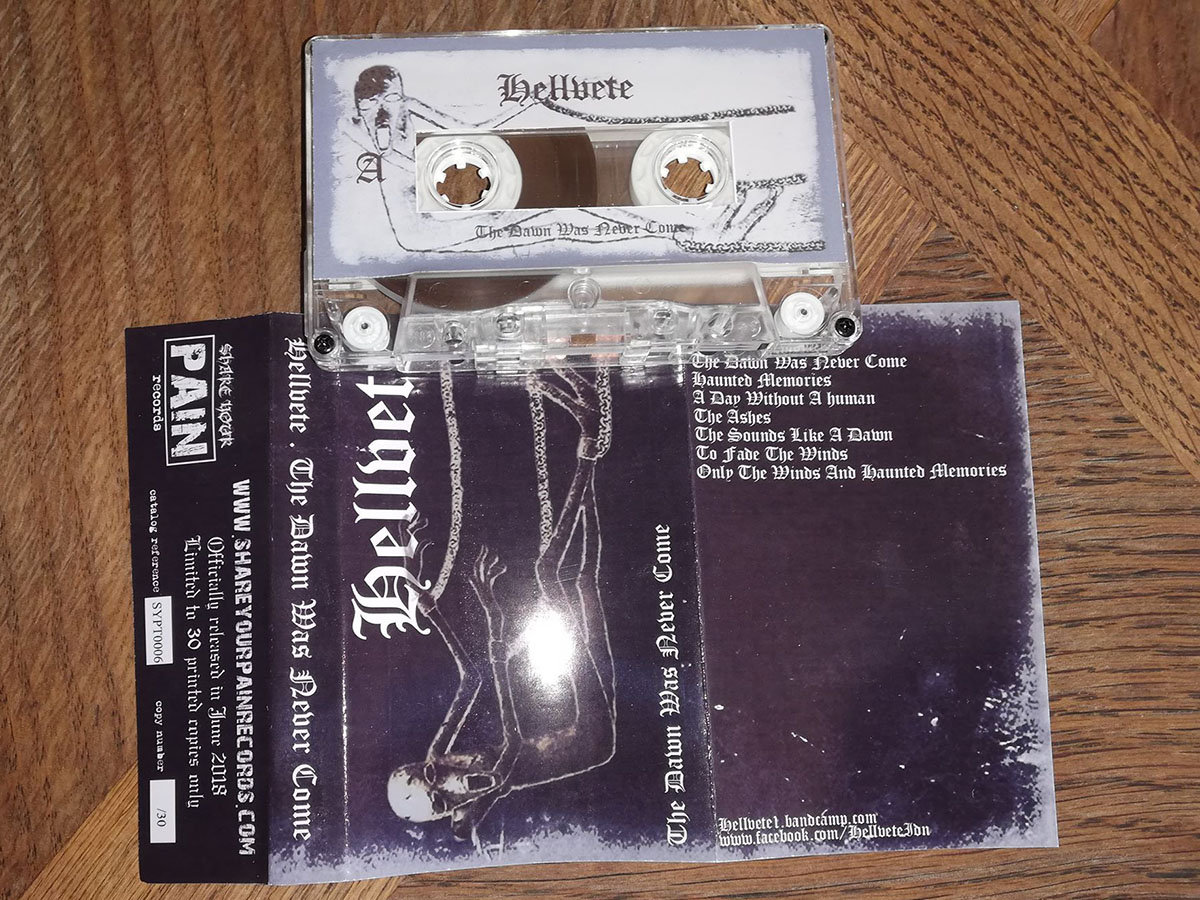 Hellvete
A
The Dawn Was Never Come
SHARE YOUR
PAIN
records
catalog reference SYPT0006 copy number /30
WWW.SHAREYOURPAINRECORDS.COM
Officially released in June 2018
Limited to 30 printed copies only
Hellvete . The Dawn Was Never Come
Hellvet
The Dawn Was Never Come
The Dawn Was Never Come
Haunted Memories
A Day Without A human
The Ashes
The Sounds Like A Dawn
To Fade The Winds
Only The Winds And Haunted Memories
Hellvete1.bandcamp.com
www.facebook.com/HellveteIdn